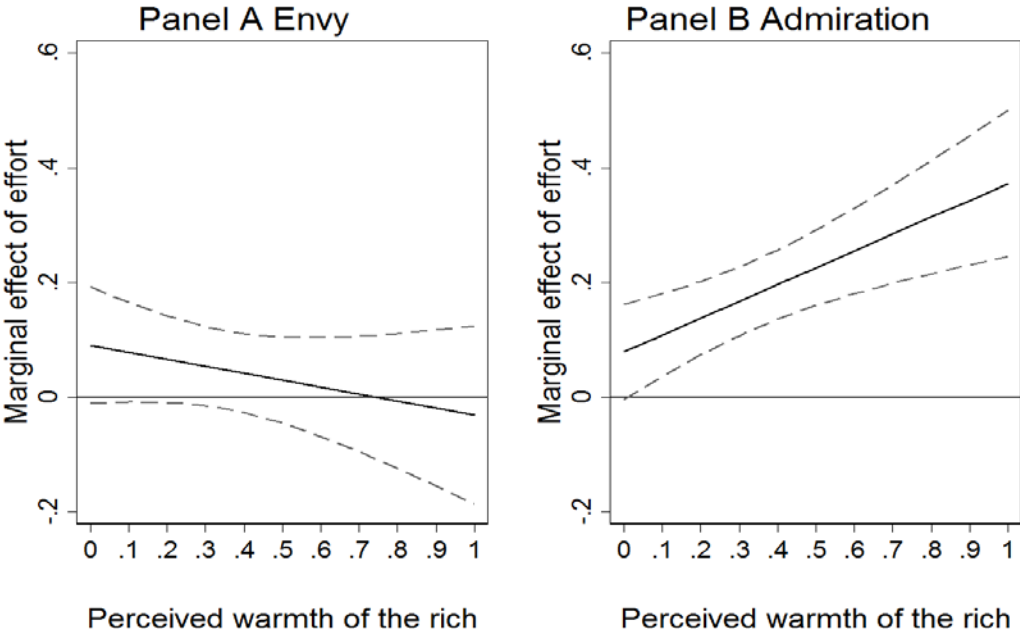 Panel A Envy
Marginal effect of effort
.6
.4
.2
0
-.2
0 .1 .2 .3 .4 .5 .6 .7 .8 .9 1
Perceived warmth of the rich
Panel B Admiration
Marginal effect of effort
.6
.4
.2
0
-.2
0 .1 .2 .3 .4 .5 .6 .7 .8 .9 1
Perceived warmth of the rich